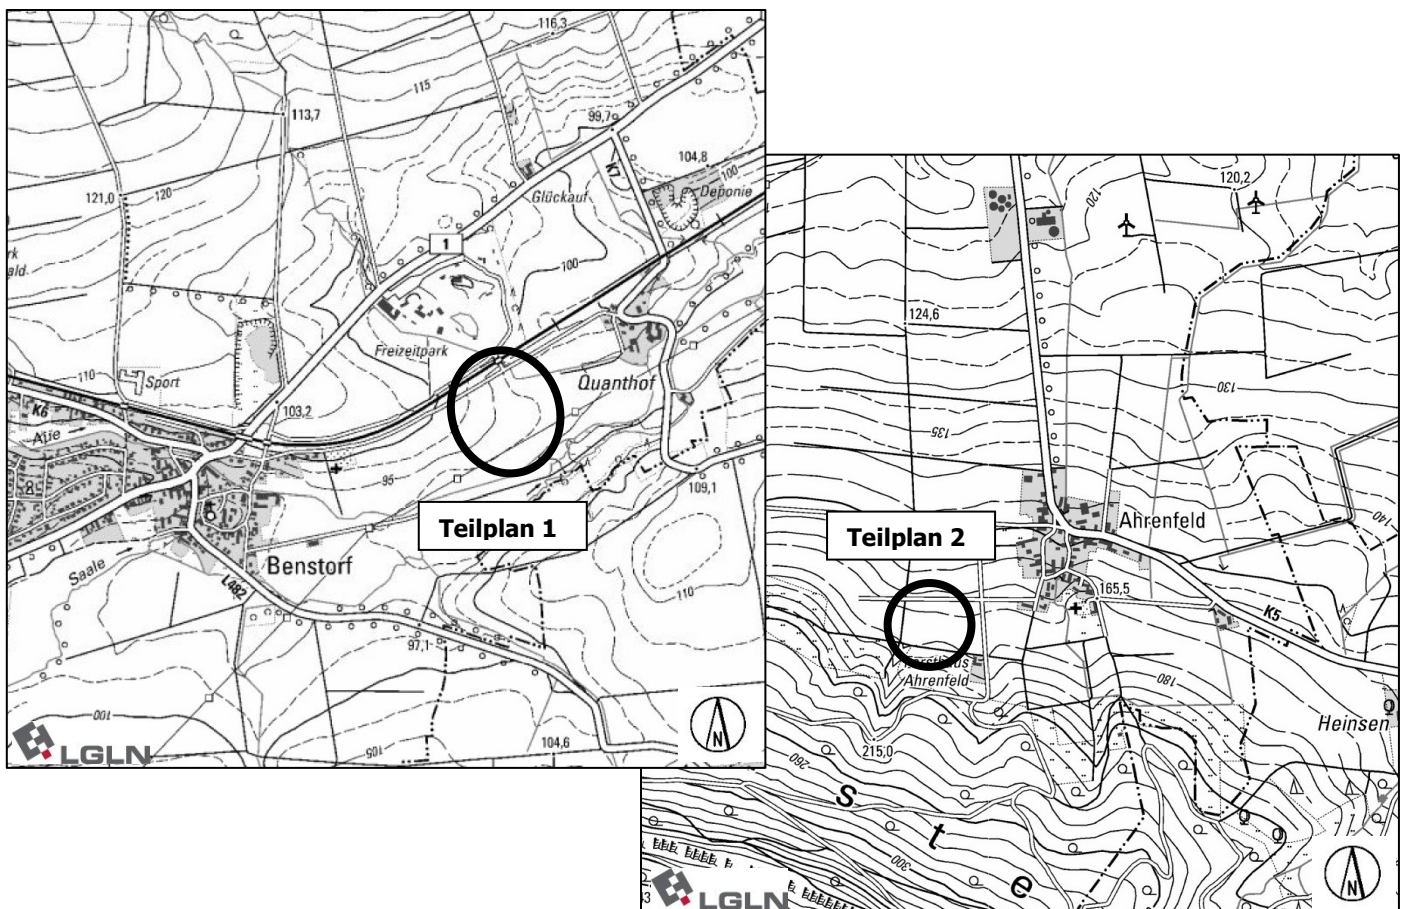 116,3
115
113,7
99,7
K7
104,8
100
Deponie
121,0
120
Glückauf
1
100
Freizeitpark
110
Sport
Quanthof
K6
103,2
Aue
95
109,1
Teilplan 1
Saale
Benstorf
L482
110
97,1
100
105
104,6
N
LGLN
120,2
120
124,6
130
135
Ahrenfeld
140
Teilplan 2
165,5
K5
Forsthaus
Ahrenfeld
180
Heinsen
215,0
260
S
t
e
300
N
LGLN